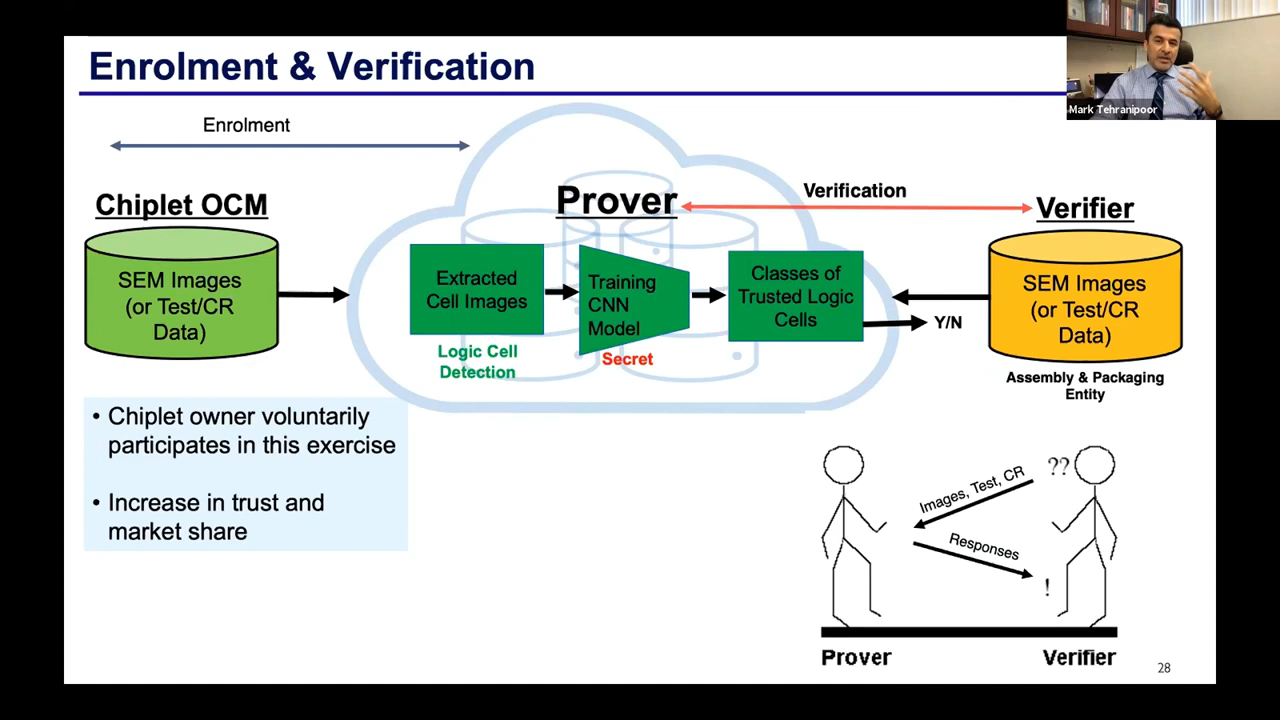 Enrolment & Verification
Mark Tehranipoor
Enrolment
Chiplet OCM
SEM Images
(or Test/CR
Data)
Prover
Verification
Verifier
Extracted
Cell Images
Logic Cell
Detection
Training
CNN
Model
Secret
Classes of
Trusted Logic
Cells
Y/N
SEM Images
(or Test/CR
Data)
Assembly & Packaging
Entity
• Chiplet owner voluntarily
participates in this exercise
• Increase in trust and
market share
??
Images, Test, CR
Responses
!
Prover
Verifier
28